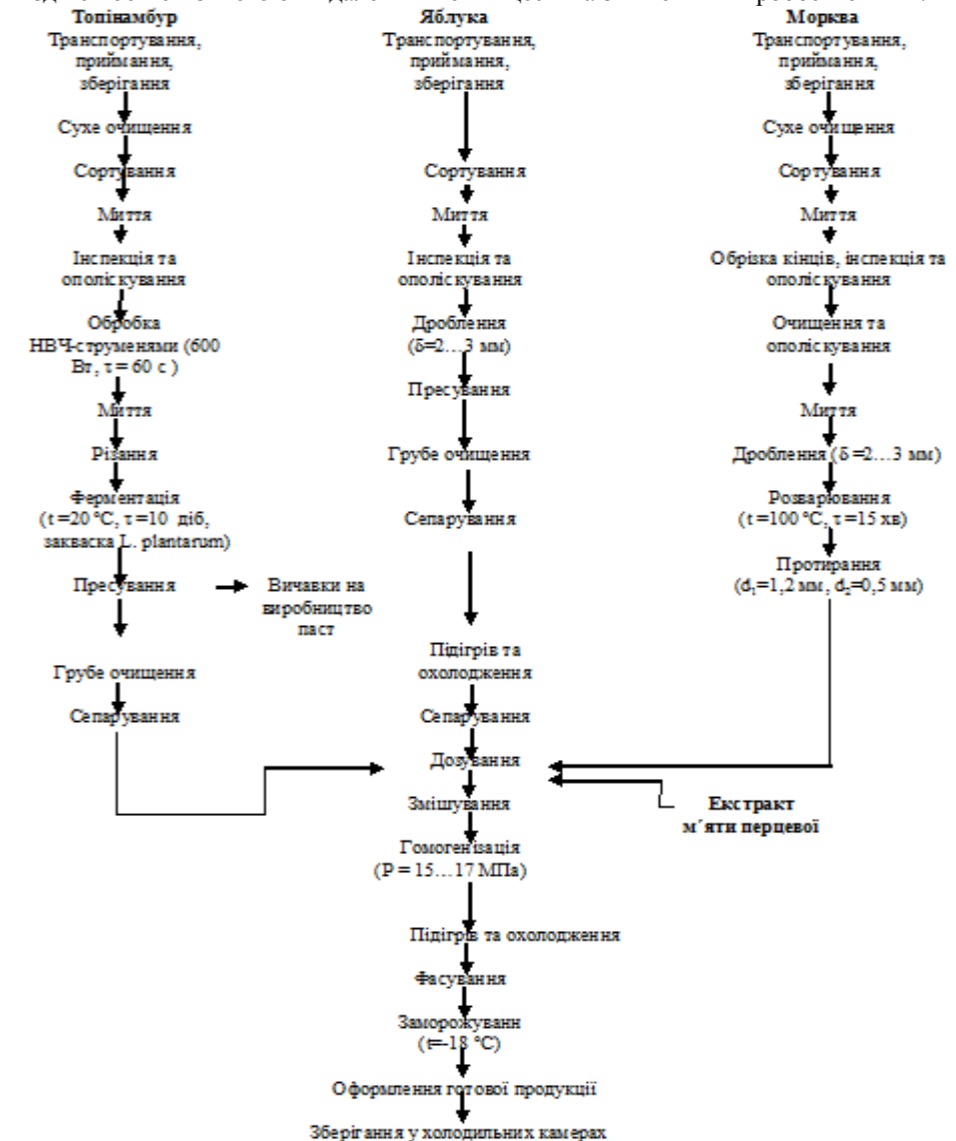 Топінамбур
Транспортування,
приймання,
зберігання
Сухе очищення
Сортування
Миття
Інспекція та
ополіскування
Обробка
НВЧ-струменями (600
Вт, τ = 60 с )
Миття
Різання
Ферментація
(t =20 °C, τ =10 діб,
закваска L. plantarum)
Пресування
Вичавки на
виробництво
паст
Грубе очищення
Сепарування
Яблука
Транспортування,
приймання,
зберігання
Сортування
Миття
Інспекція та
ополіскування
Дроблення
(δ=2...3 мм)
Пресування
Грубе очищення
Сепарування
Підігрів та
охолодження
Сепарування
Морква
Транспортування,
приймання,
зберігання
Сухе очищення
Сортування
Миття
Обрізка кінців, інспекція та
ополіскування
Очищення та
ополіскування
Миття
Дроблення (δ =2...3 мм)
Розварювання
(t =100 °C, τ =15 хв)
Протирання
(d₁=1,2 мм, d₂=0,5 мм)
Дозування
Екстракт
м´яти перцевої
Змішування
Гомогенізація
(P = 15...17 МПа)
Підігрів та охолодження
Фасування
Заморожуванн
(t=-18 °C)
Оформлення готової продукції
Зберігання у холодильних камерах